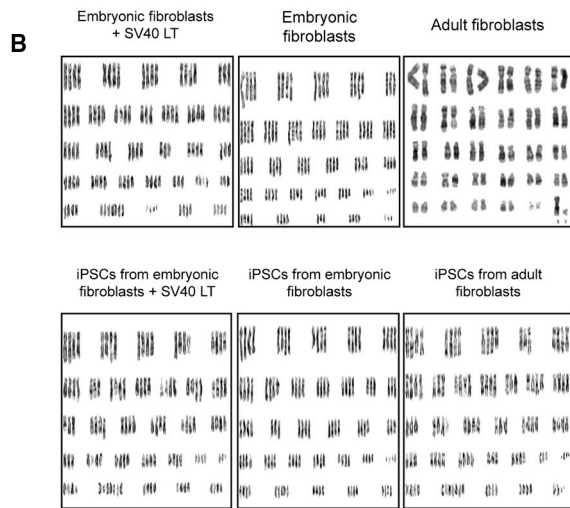 B
Embryonic fibroblasts
+ SV40 LT
Embryonic
fibroblasts
Adult fibroblasts
X Y
iPSCs from embryonic
fibroblasts + SV40 LT
iPSCs from embryonic
fibroblasts
iPSCs from adult
fibroblasts